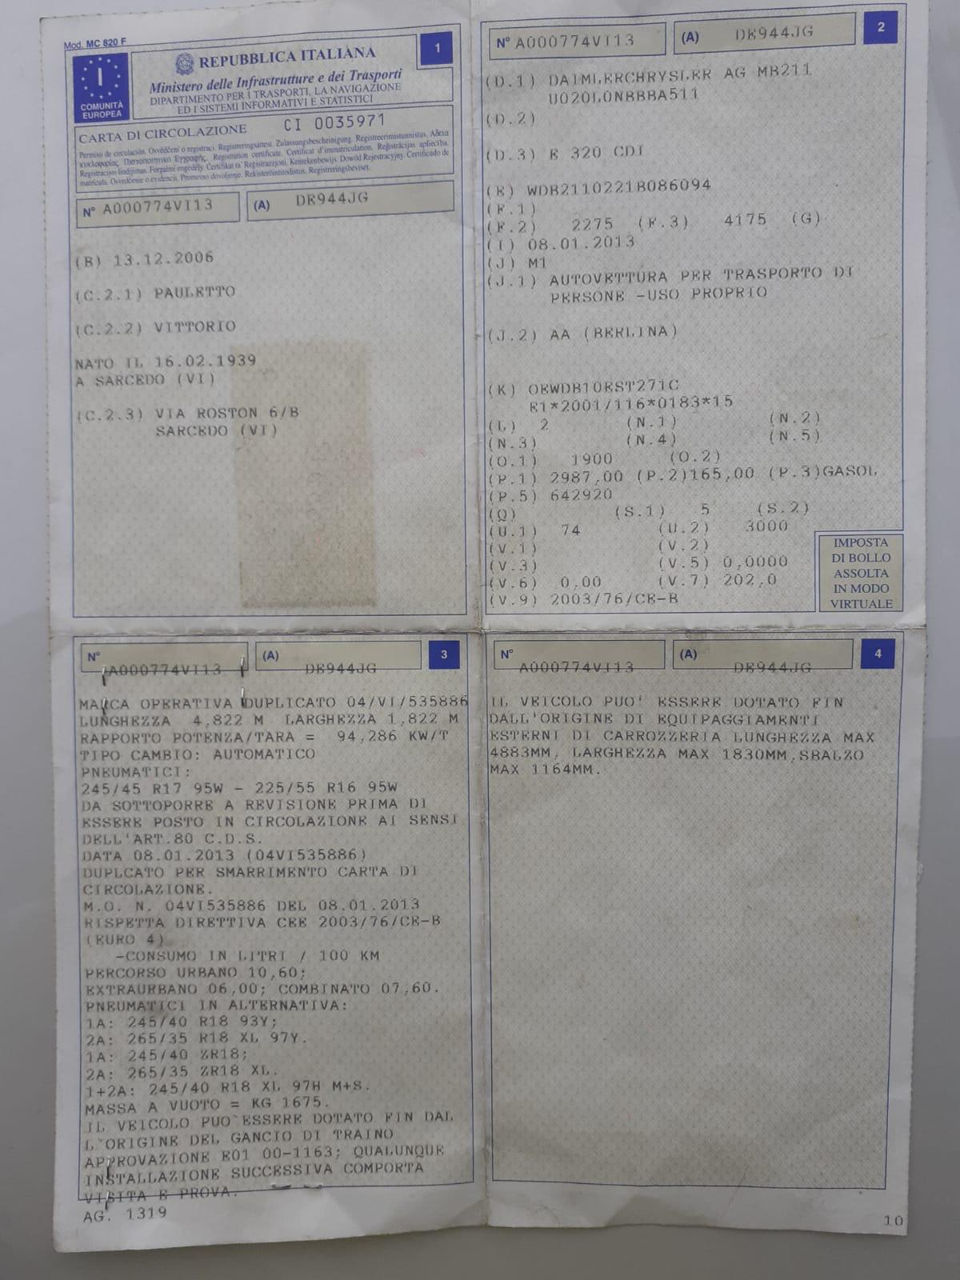 Mod. MC 820 F
I
COMUNITÀ
EUROPEA
REPUBBLICA ITALIANA
Ministero delle Infrastrutture e dei Trasporti
DIPARTIMENTO PER I TRASPORTI, LA NAVIGAZIONE
ED I SISTEMI INFORMATIVI E STATISTICI
1
CARTA DI CIRCOLAZIONE CI 0035971
N° A000774VI13 (A) DE944JG
(B) 13.12.2006
(C.2.1) PAULETTO
(C.2.2) VITTORIO
NATO IL 16.02.1939
A SARCEDO (VI)
(C.2.3) VIA ROSTON 6/B
SARCEDO (VI)
N° A000774VI13 (A) DE944JG 2
(D.1) DAIMLERCHRYSLER AG MB211
U020L0NBBBA511
(D.2)
(D.3) E 320 CDI
(E) WDB2110221B086094
(F.1)
(F.2) 2275 (F.3) 4175 (G)
(I) 08.01.2013
(J) M1
(J.1) AUTOVETTURA PER TRASPORTO DI
PERSONE -USO PROPRIO
(J.2) AA (BERLINA)
(K) OEWDB10EST271C
E1*2001/116*0183*15
(L) 2 (N.1) (N.2)
(N.3) (N.4) (N.5)
(O.1) 1900 (O.2)
(P.1) 2987,00 (P.2)165,00 (P.3)GASOL
(P.5) 642920
(Q) (S.1) 5 (S.2)
(U.1) 74 (U.2) 3000
(V.1) (V.2)
(V.3) (V.5) 0,0000
(V.6) 0.00 (V.7) 202,0
(V.9) 2003/76/CE-B
IMPOSTA
DI BOLLO
ASSOLTA
IN MODO
VIRTUALE
N° A000774VI13 (A) DE944JG 3
MARCA OPERATIVA DUPLICATO 04/VI/535886
LUNGHEZZA 4,822 M LARGHEZZA 1,822 M
RAPPORTO POTENZA/TARA = 94,286 KW/T
TIPO CAMBIO: AUTOMATICO
PNEUMATICI:
245/45 R17 95W - 225/55 R16 95W
DA SOTTOPORRE A REVISIONE PRIMA DI
ESSERE POSTO IN CIRCOLAZIONE AI SENSI
DELL'ART.80 C.D.S.
DATA 08.01.2013 (04VI535886)
DUPLCATO PER SMARRIMENTO CARTA DI
CIRCOLAZIONE.
M.O. N. 04VI535886 DEL 08.01.2013
RISPETTA DIRETTIVA CEE 2003/76/CE-B
(EURO 4)
-CONSUMO IN LITRI / 100 KM
PERCORSO URBANO 10,60;
EXTRAURBANO 06,00; COMBINATO 07,60.
PNEUMATICI IN ALTERNATIVA:
1A: 245/40 R18 93Y;
2A: 265/35 R18 XL 97Y.
1A: 245/40 ZR18;
2A: 265/35 ZR18 XL.
1+2A: 245/40 R18 XL 97H M+S.
MASSA A VUOTO = KG 1675.
IL VEICOLO PUO`ESSERE DOTATO FIN DAL
L`ORIGINE DEL GANCIO DI TRAINO
APPROVAZIONE E01 00-1163; QUALUNQUE
INSTALLAZIONE SUCCESSIVA COMPORTA
VISITA E PROVA.
AG. 1319
N° A000774VI13 (A) DE944JG 4
IL VEICOLO PUO' ESSERE DOTATO FIN
DALL'ORIGINE DI EQUIPAGGIAMENTI
ESTERNI DI CARROZZERIA LUNGHEZZA MAX
4883MM, LARGHEZZA MAX 1830MM,SBALZO
MAX 1164MM.
10